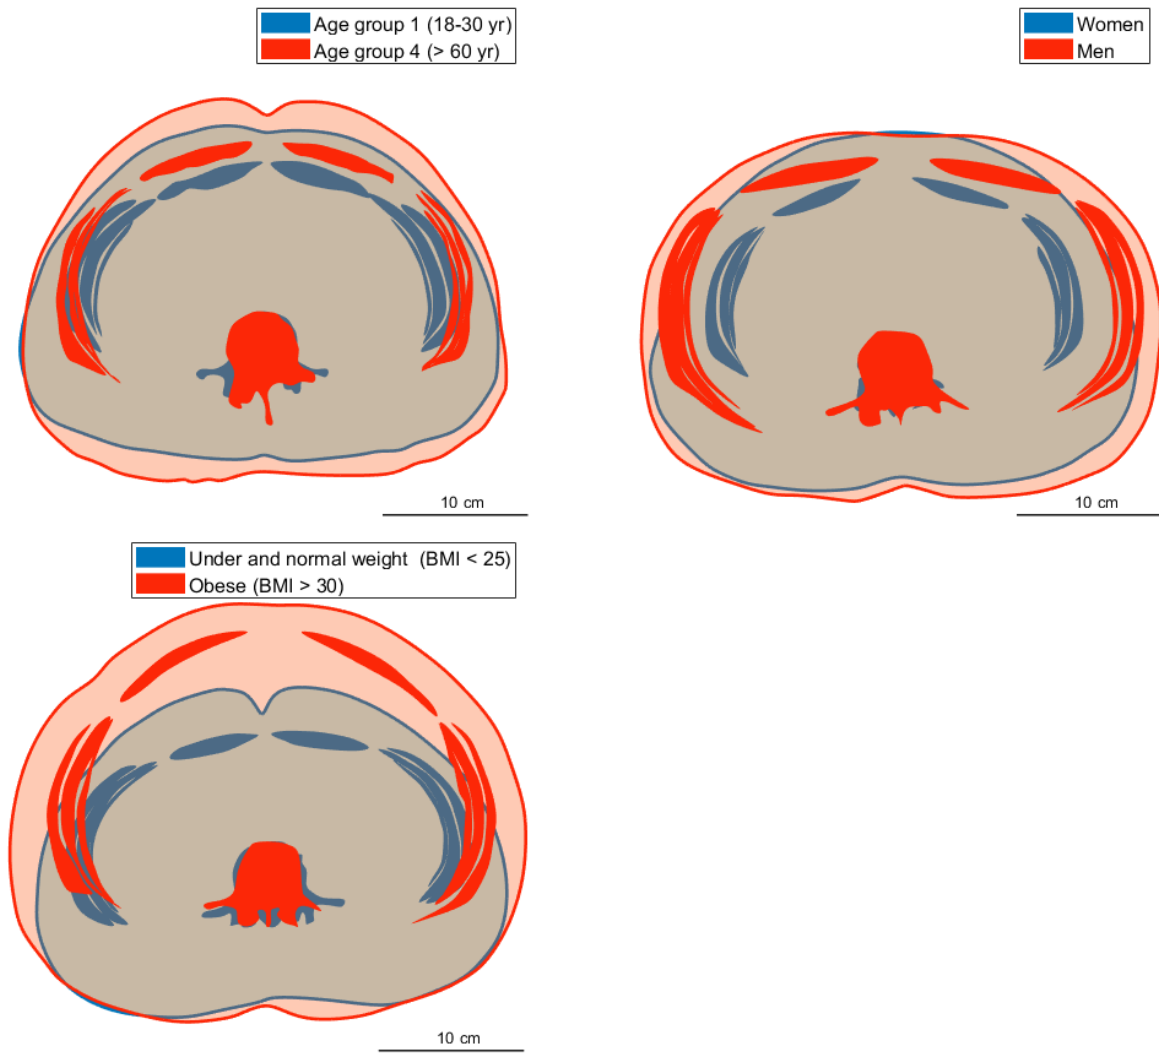 Age group 1 (18-30 yr)
Age group 4 (> 60 yr)
Women
Men
10 cm
10 cm
Under and normal weight  (BMI < 25)
Obese (BMI > 30)
10 cm